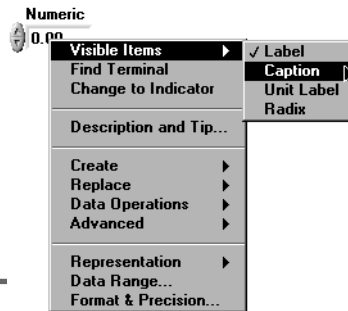 Numeric
0.00
Visible Items
Find Terminal
Change to Indicator
Description and Tip...
Create
Replace
Data Operations
Advanced
Representation
Data Range...
Format & Precision...
Label
Caption
Unit Label
Radix